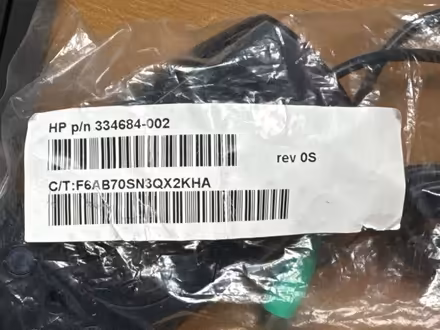 HP p/n 334684-002
rev 0S
C/T:F6AB70SN3QX2KHA